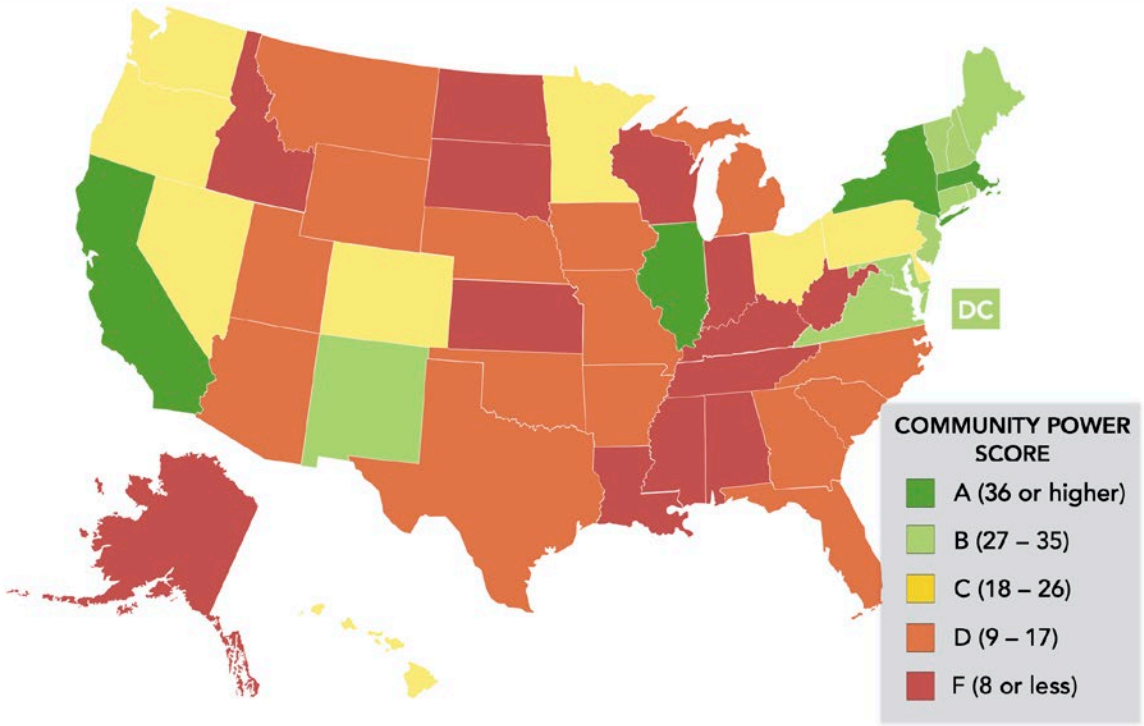 DC
COMMUNITY POWER
SCORE
A (36 or higher)
B (27 – 35)
C (18 – 26)
D (9 – 17)
F (8 or less)